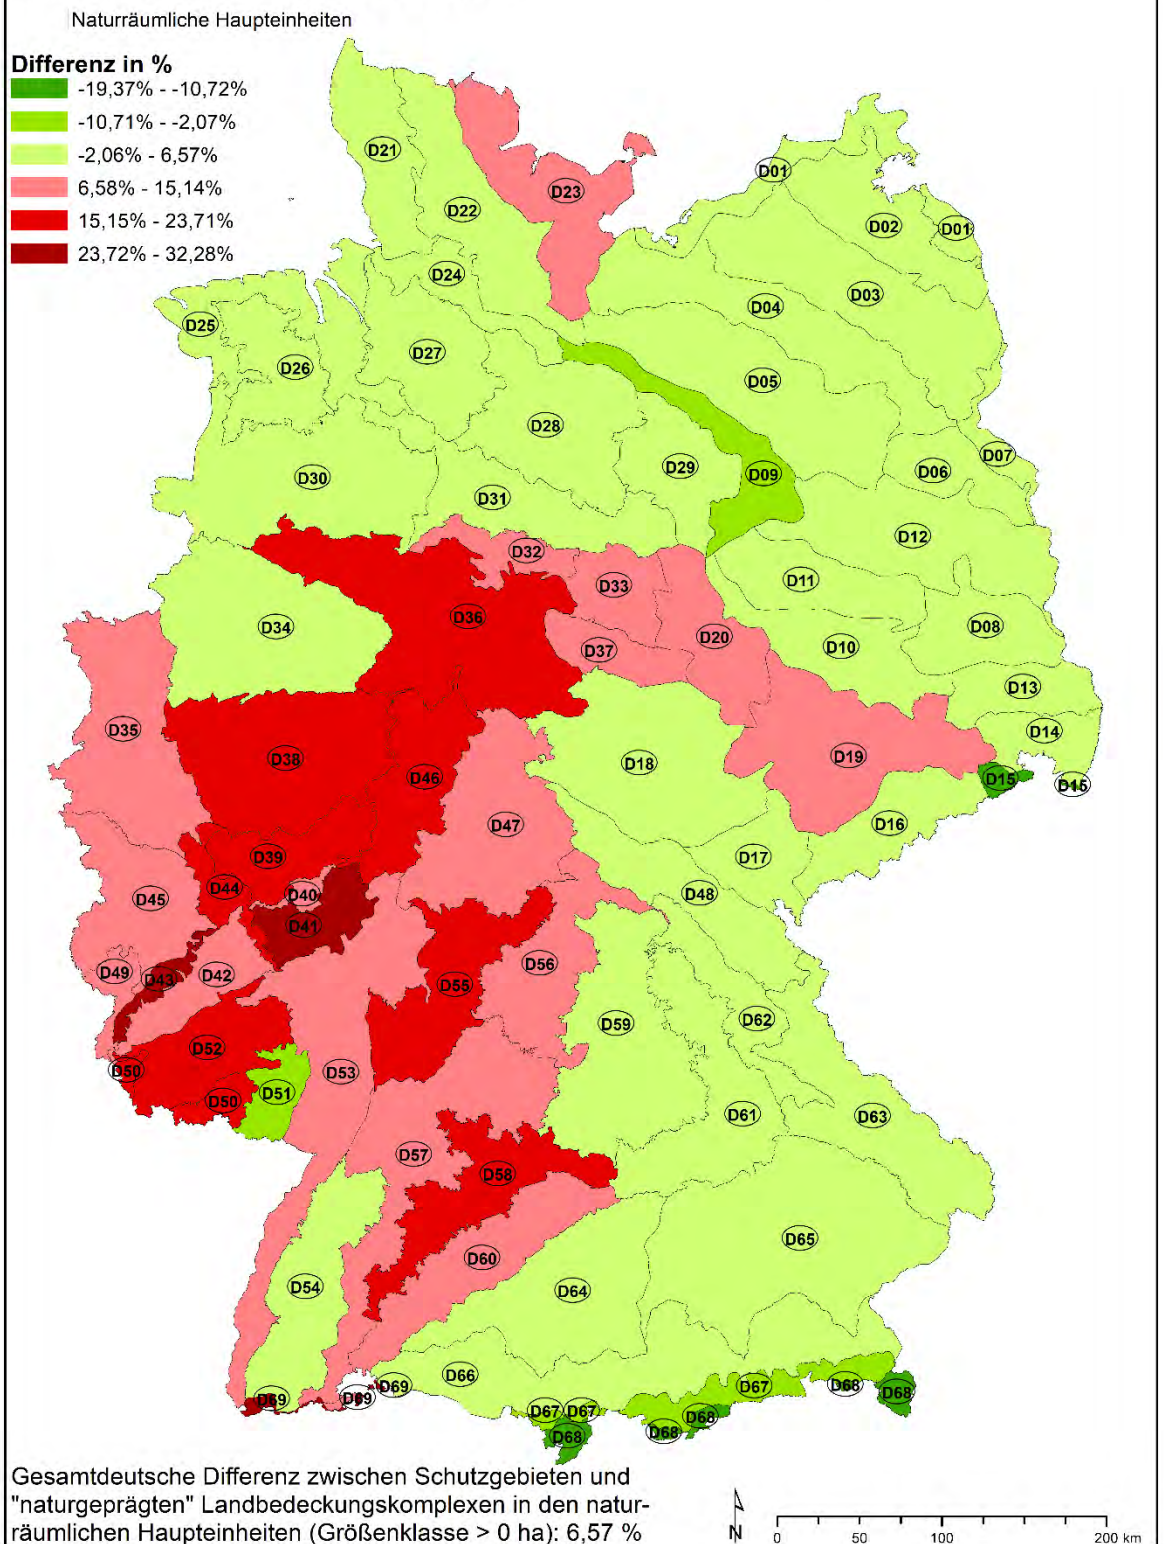 Naturräumliche Haupteinheiten
Differenz in %
-19,37% - -10,72%
-10,71% - -2,07%
-2,06% - 6,57%
6,58% - 15,14%
15,15% - 23,71%
23,72% - 32,28%
D21
D01
D23
D22
D02
D01
D24
D03
D04
D25
D27
D26
D05
D28
D07
D29
D06
D09
D30
D31
D12
D32
D11
D33
D36
D34
D08
D20
D10
D37
D13
D35
D14
D38
D18
D19
D46
D15
D15
D47
D16
D39
D17
D44
D40
D48
D45
D41
D56
D49
D43
D42
D55
D62
D59
D52
D50
D53
D51
D50
D61
D63
D57
D58
D65
D60
D54
D64
D66
D69
D67
D68
D68
D69
D69
D67
D67
D68
D68
D68
Gesamtdeutsche Differenz zwischen Schutzgebieten und
"naturgeprägten" Landbedeckungskomplexen in den natur-
räumlichen Haupteinheiten (Größenklasse > 0 ha): 6,57 %
N
0 50 100 200 km